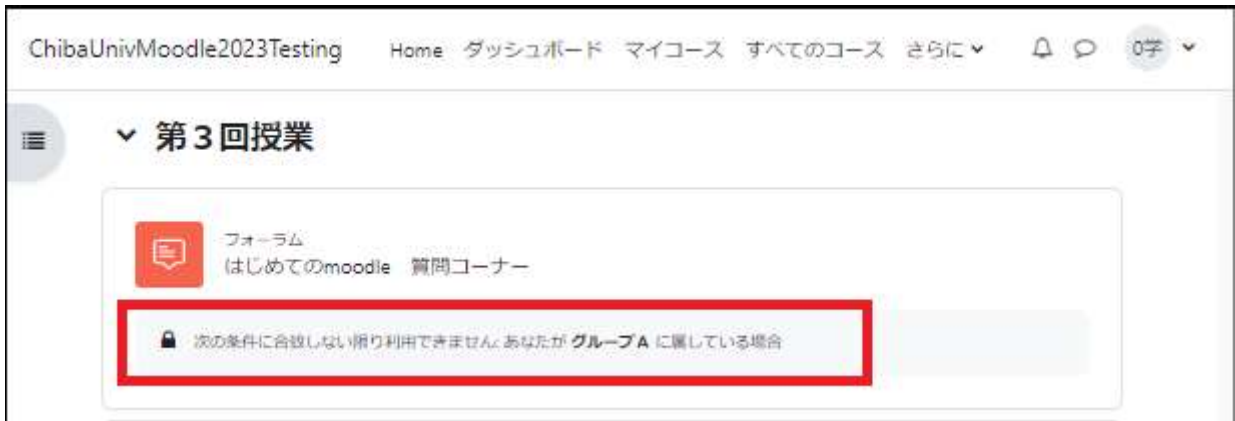 ChibaUnivMoodle2023Testing Home ダッシュボード マイコース すべてのコース さらに 0学
第3回授業
フォーラム
はじめてのmoodle 質問コーナー
次の条件に合致しない限り利用できません: あなたが グループA に属している場合